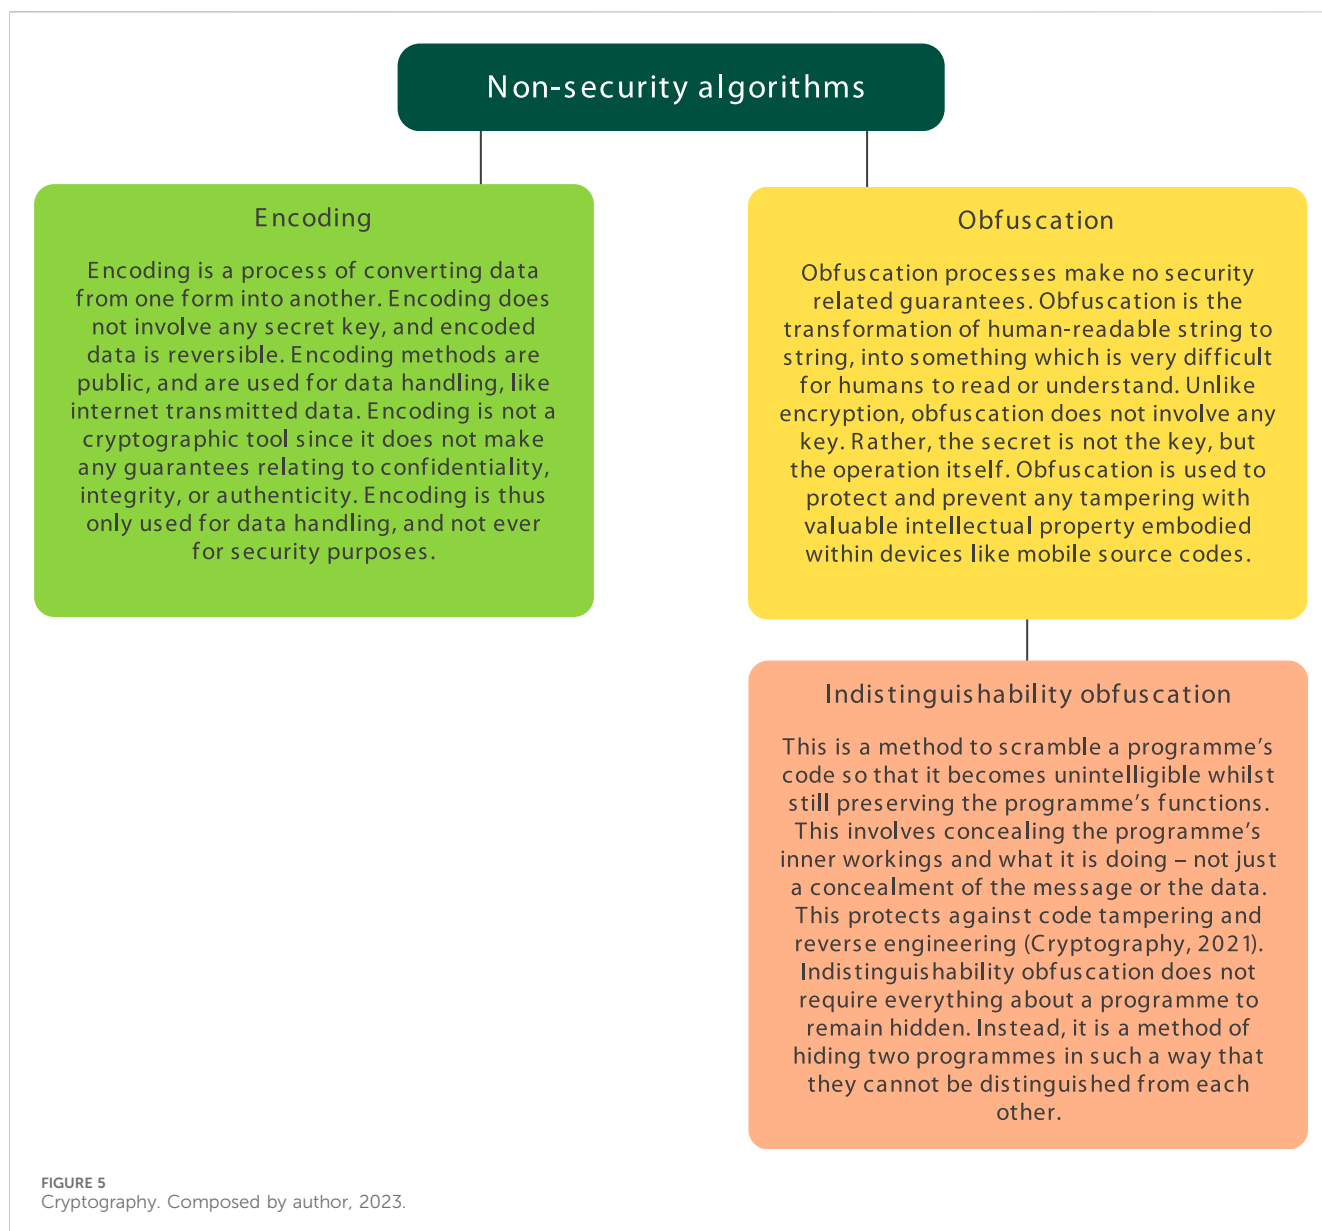 Non-security algorithms
Encoding
Encoding is a process of converting data
from one form into another. Encoding does
not involve any secret key, and encoded
data is reversible. Encoding methods are
public, and are used for data handling, like
internet transmitted data. Encoding is not a
cryptographic tool since it does not make
any guarantees relating to confidentiality,
integrity, or authenticity. Encoding is thus
only used for data handling, and not ever
for security purposes.
Obfuscation
Obfuscation processes make no security
related guarantees. Obfuscation is the
transformation of human-readable string to
string, into something which is very difficult
for humans to read or understand. Unlike
encryption, obfuscation does not involve any
key. Rather, the secret is not the key, but
the operation itself. Obfuscation is used to
protect and prevent any tampering with
valuable intellectual property embodied
within devices like mobile source codes.
Indistinguishability obfuscation
This is a method to scramble a programme’s
code so that it becomes unintelligible whilst
still preserving the programme’s functions.
This involves concealing the programme’s
inner workings and what it is doing – not just
a concealment of the message or the data.
This protects against code tampering and
reverse engineering (Cryptography, 2021).
Indistinguishability obfuscation does not
require everything about a programme to
remain hidden. Instead, it is a method of
hiding two programmes in such a way that
they cannot be distinguished from each
other.
FIGURE 5
Cryptography. Composed by author, 2023.